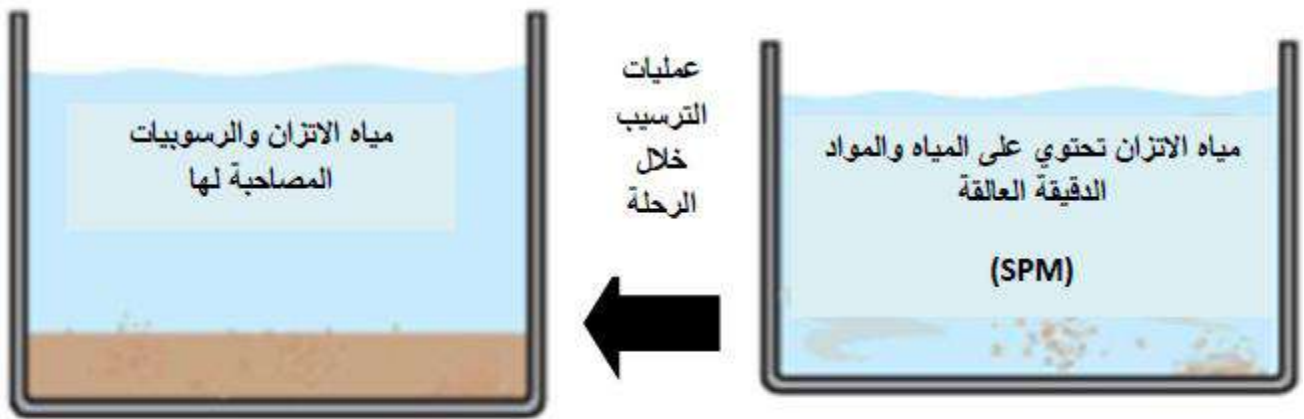 مياه الاتزان تحتوي على المياه والمواد
الدقيقة العالقة
(SPM)
عمليات
الترسيب
خلال
الرحلة
مياه الاتزان والرسوبيات
المصاحبة لها